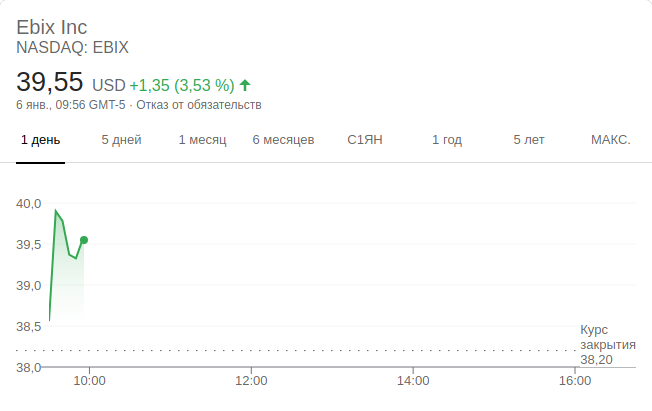 Ebix Inc
NASDAQ: EBIX
39,55 USD +1,35 (3,53 %)
6 янв., 09:56 GMT-5 · Отказ от обязательств
1 день 5 дней 1 месяц 6 месяцев С1ЯН 1 год 5 лет МАКС.
40,0
39,5
39,0
38,5
38,0
Курс
закрытия
38,20
10:00 12:00 14:00 16:00